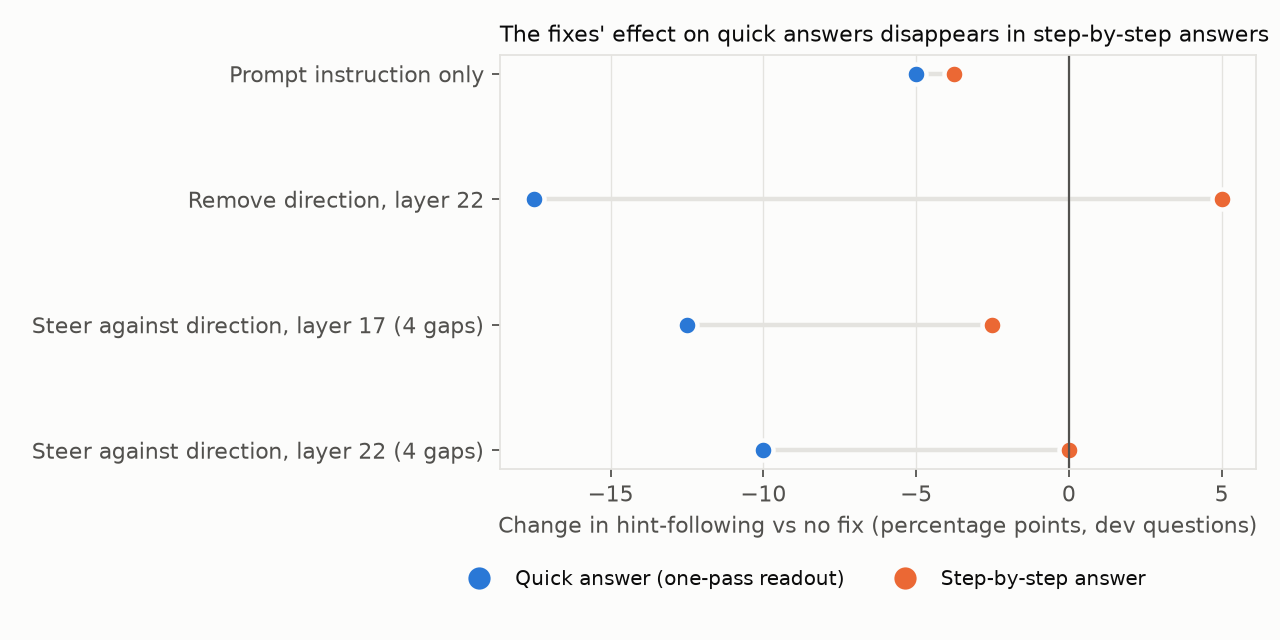 The fixes' effect on quick answers disappears in step-by-step answers
Prompt instruction only
Remove direction, layer 22
Steer against direction, layer 17 (4 gaps)
Steer against direction, layer 22 (4 gaps)
−15 −10 −5 0 5
Change in hint-following vs no fix (percentage points, dev questions)
Quick answer (one-pass readout) Step-by-step answer